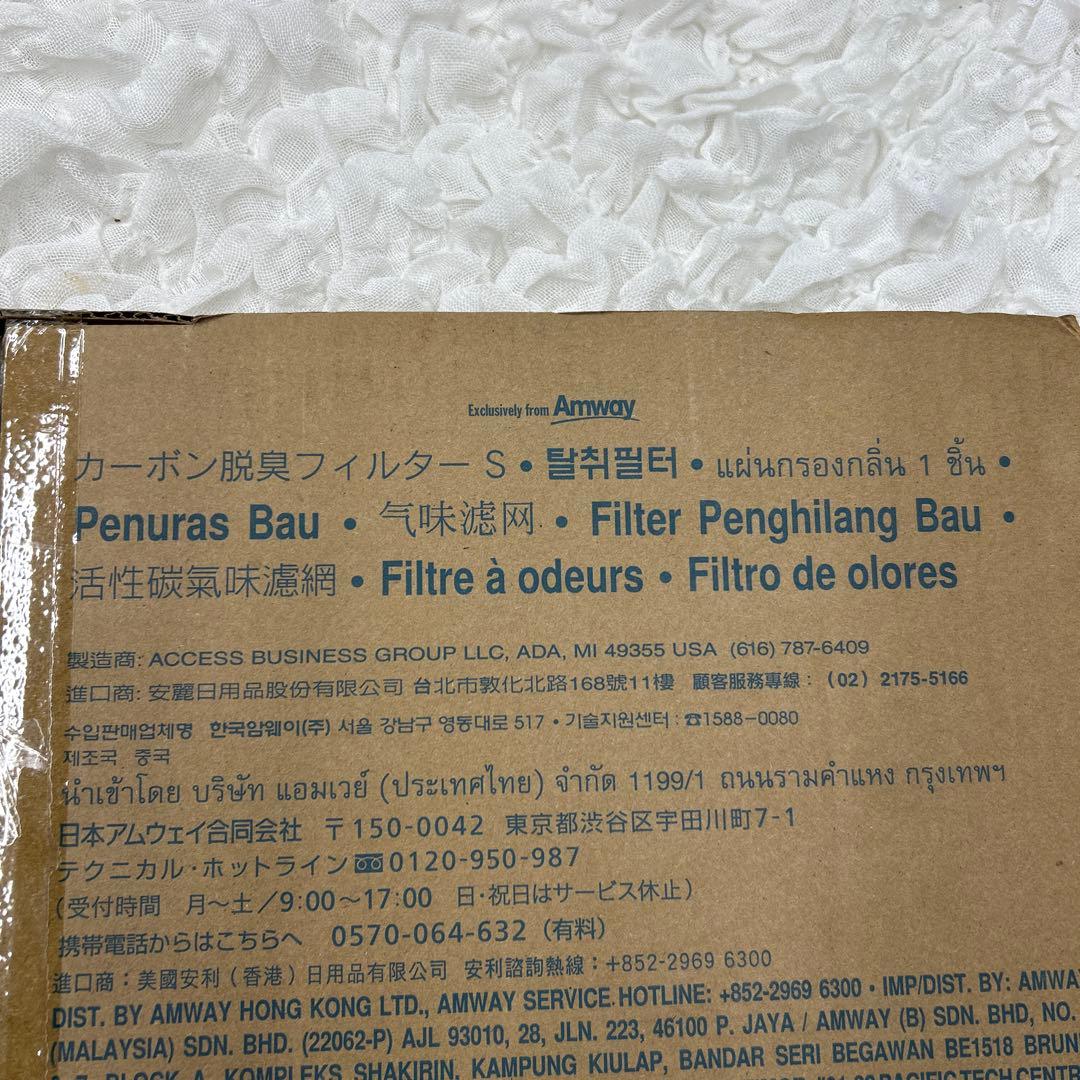 Exclusively from Amway
カーボン脱臭フィルター S • 탈취필터 • แผ่นกรองกลิ่น 1 ชิ้น •
Penuras Bau • 气味滤网 • Filter Penghilang Bau •
活性碳氣味濾網 • Filtre à odeurs • Filtro de olores
製造商: ACCESS BUSINESS GROUP LLC, ADA, MI 49355 USA (616) 787-6409
進口商: 安麗日用品股份有限公司 台北市敦化北路168號11樓 顧客服務專線：(02) 2175-5166
수입판매업체명 한국암웨이(주) 서울 강남구 영동대로 517 • 기술지원센터 : ☎1588-0080
제조국 중국
นำเข้าโดย บริษัท แอมเวย์ (ประเทศไทย) จำกัด 1199/1 ถนนรามคำแหง กรุงเทพฯ
日本アムウェイ合同会社 〒150-0042 東京都渋谷区宇田川町7-1
テクニカル・ホットライン 0120-950-987
（受付時間 月～土／9:00～17:00 日・祝日はサービス休止）
携帯電話からはこちらへ 0570-064-632（有料）
進口商：美國安利（香港）日用品有限公司 安利諮詢熱線：+852-2969 6300
DIST. BY AMWAY HONG KONG LTD., AMWAY SERVICE HOTLINE: +852-2969 6300 • IMP/DIST. BY: AMWA
(MALAYSIA) SDN. BHD. (22062-P) AJL 93010, 28, JLN. 223, 46100 P. JAYA / AMWAY (B) SDN. BHD, NO.
BLOCK A, KOMPLEKS SHAKIRIN, KAMPUNG KIULAP, BANDAR SERI BEGAWAN BE1518 BRUN
PACIFIC TECH CENTR